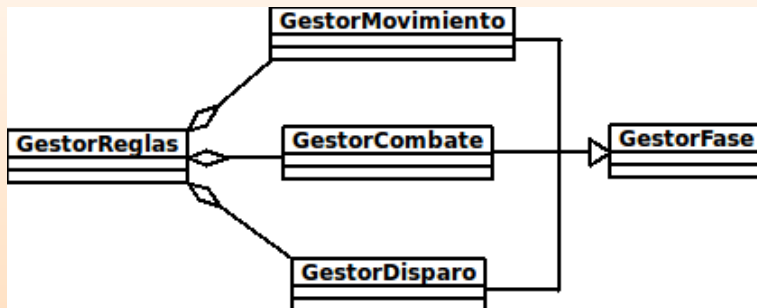 GestorMovimiento
GestorReglas
GestorCombate
GestorFase
GestorDisparo